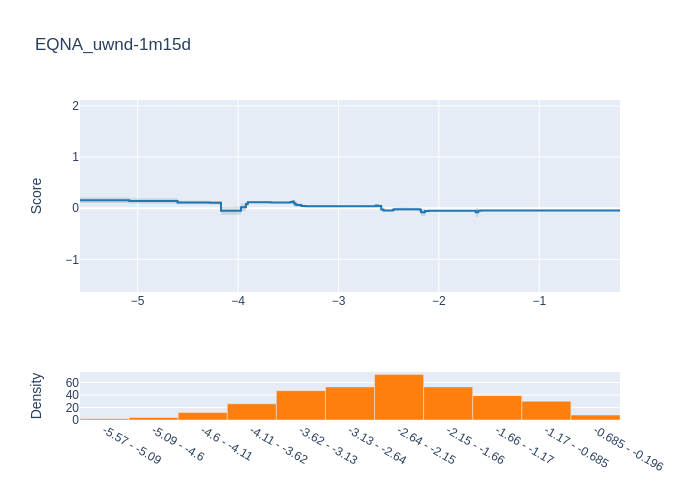 EQNA_uwnd-1m15d
Score
2
1
0
−1
−5
−4
−3
−2
−1
Density
60
40
20
0
-5.57 - -5.09
-5.09 - -4.6
-4.6 - -4.11
-4.11 - -3.62
-3.62 - -3.13
-3.13 - -2.64
-2.64 - -2.15
-2.15 - -1.66
-1.66 - -1.17
-1.17 - -0.685
-0.685 - -0.196